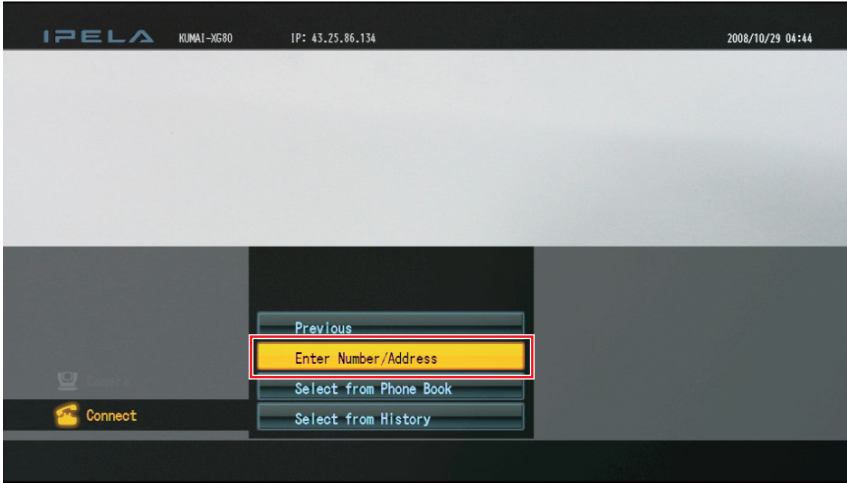 IPELA KUMAI-XG80 IP: 43.25.86.134 2008/10/29 04:44
Previous
Enter Number/Address
Camera
Select from Phone Book
Connect
Select from History